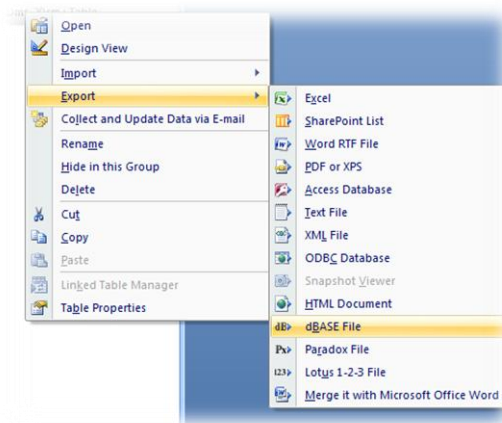 Open
Design View
Import
Export
Collect and Update Data via E-mail
Rename
Hide in this Group
Delete
Cut
Copy
Paste
Linked Table Manager
Table Properties
Excel
SharePoint List
Word RTF File
PDF or XPS
Access Database
Text File
XML File
ODBC Database
Snapshot Viewer
HTML Document
dB dBASE File
Px Paradox File
123 Lotus 1-2-3 File
Merge it with Microsoft Office Word